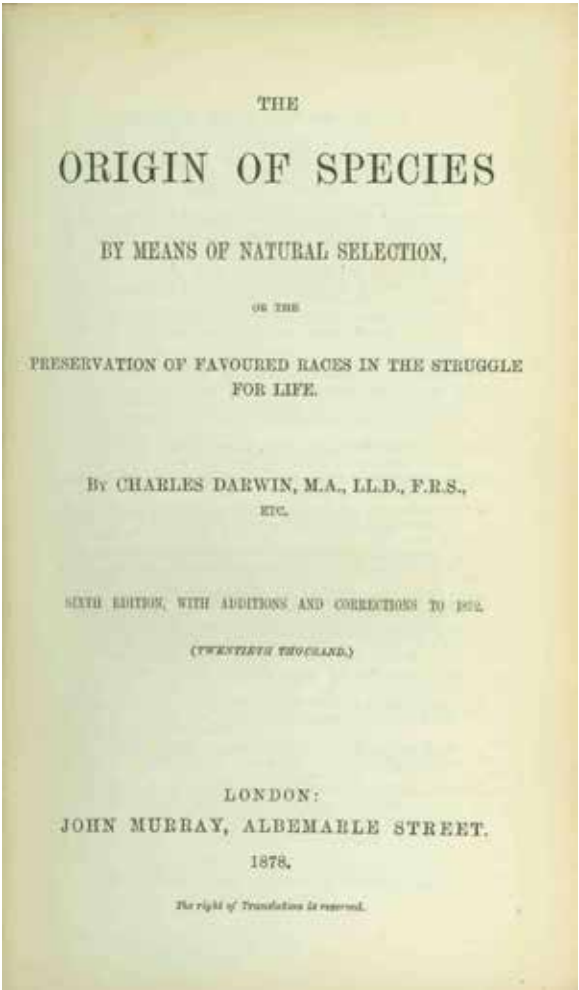 THE
ORIGIN OF SPECIES
BY MEANS OF NATURAL SELECTION,
OR THE
PRESERVATION OF FAVOURED RACES IN THE STRUGGLE
FOR LIFE.
BY CHARLES DARWIN, M.A., LL.D., F.R.S.,
ETC.
SIXTH EDITION, WITH ADDITIONS AND CORRECTIONS TO 1872.
(TWENTIETH THOUSAND.)
LONDON:
JOHN MURRAY, ALBEMARLE STREET.
1878.
The right of Translation is reserved.